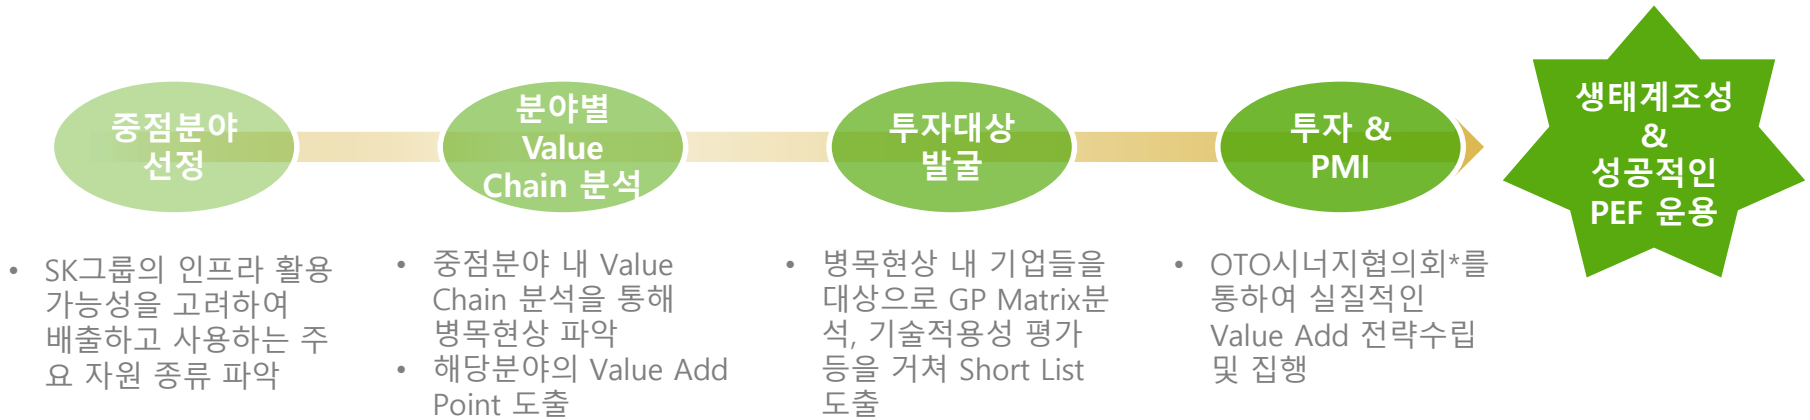 중점분야
선정
분야별
Value
Chain 분석
투자대상
발굴
투자 &
PMI
생태계조성
&
성공적인
PEF 운용
• SK그룹의 인프라 활용
가능성을 고려하여
배출하고 사용하는 주
요 자원 종류 파악
• 중점분야 내 Value
Chain 분석을 통해
병목현상 파악
• 해당분야의 Value Add
Point 도출
• 병목현상 내 기업들을
대상으로 GP Matrix분
석, 기술적용성 평가
등을 거쳐 Short List
도출
• OTO시너지협의회*를
통하여 실질적인
Value Add 전략수립
및 집행